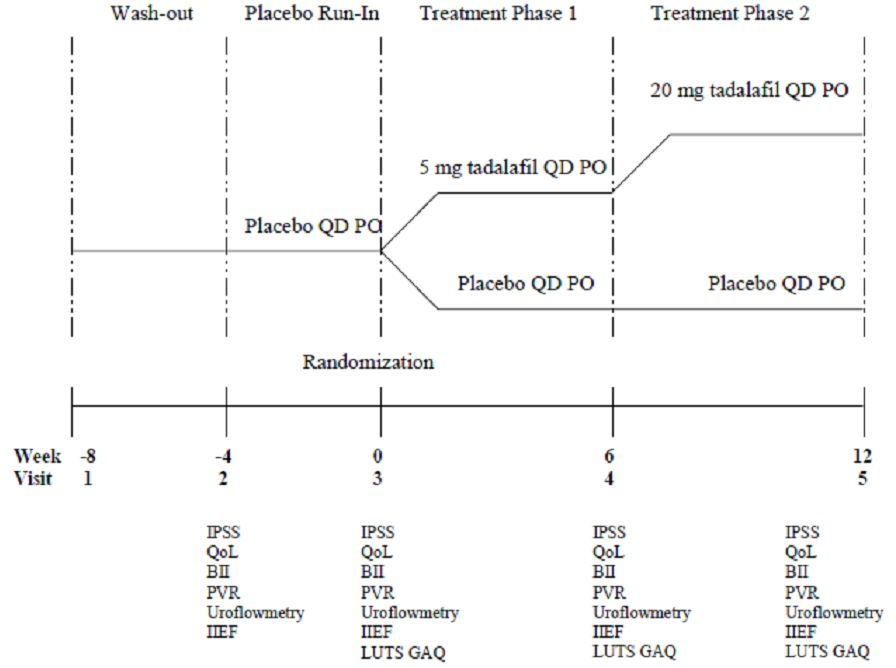 Wash-out Placebo Run-In Treatment Phase 1 Treatment Phase 2
20 mg tadalafil QD PO
5 mg tadalafil QD PO
Placebo QD PO
Placebo QD PO Placebo QD PO
Randomization
Week -8 -4 0 6 12
Visit 1 2 3 4 5
IPSS IPSS IPSS IPSS
QoL QoL QoL QoL
BII BII BII BII
PVR PVR PVR PVR
Uroflowmetry Uroflowmetry Uroflowmetry Uroflowmetry
IIEF IIEF IIEF IIEF
LUTS GAQ LUTS GAQ LUTS GAQ